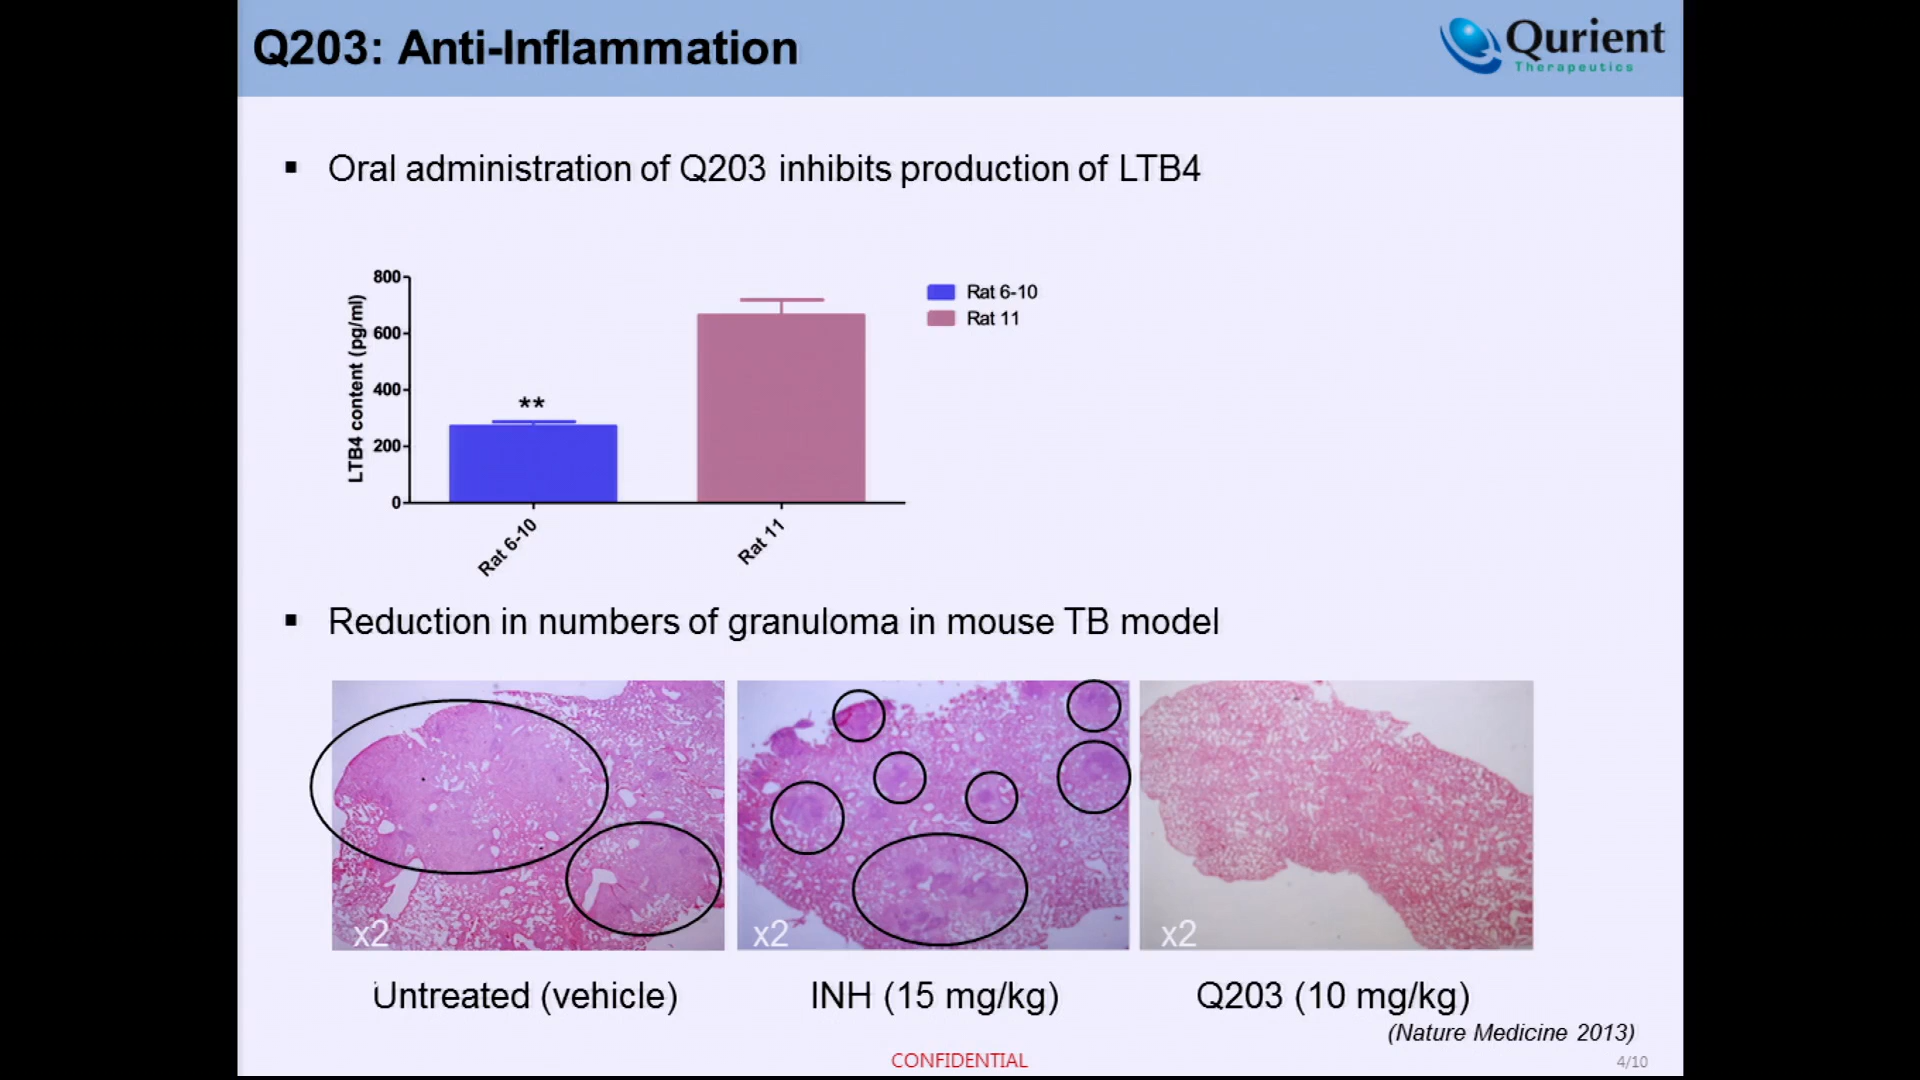 Q203: Anti-Inflammation
Qurient
Therapeutics
▪ Oral administration of Q203 inhibits production of LTB4
LTB4 content (pg/ml)
800
600
400
200
0
**
Rat 6-10
Rat 11
Rat 6-10
Rat 11
▪ Reduction in numbers of granuloma in mouse TB model
x2
x2
x2
Untreated (vehicle)
INH (15 mg/kg)
Q203 (10 mg/kg)
(Nature Medicine 2013)
CONFIDENTIAL
4/10